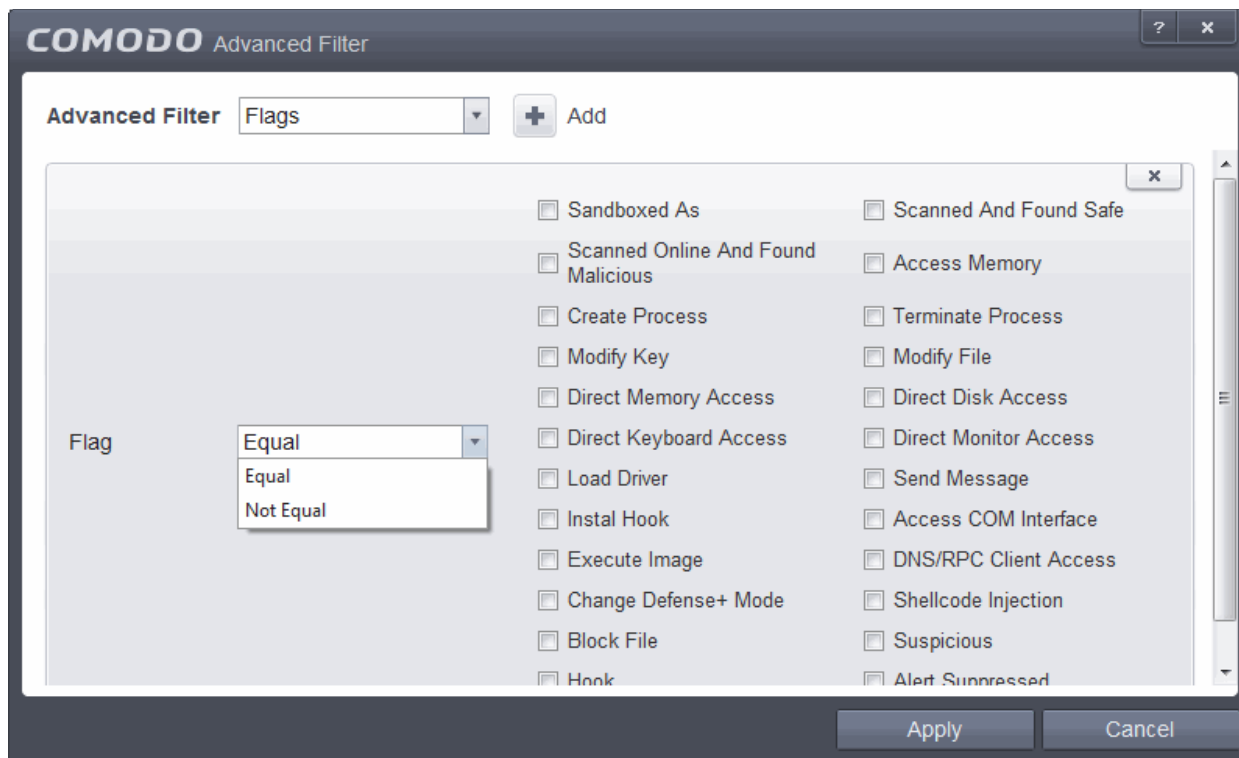 COMODO Advanced Filter
? x
Advanced Filter Flags + Add
x
Sandboxed As Scanned And Found Safe
Scanned Online And Found
Malicious Access Memory
Create Process Terminate Process
Modify Key Modify File
Direct Memory Access Direct Disk Access
Flag Equal Direct Keyboard Access Direct Monitor Access
Equal Load Driver Send Message
Not Equal Instal Hook Access COM Interface
Execute Image DNS/RPC Client Access
Change Defense+ Mode Shellcode Injection
Block File Suspicious
Hook Alert Suppressed
Apply Cancel